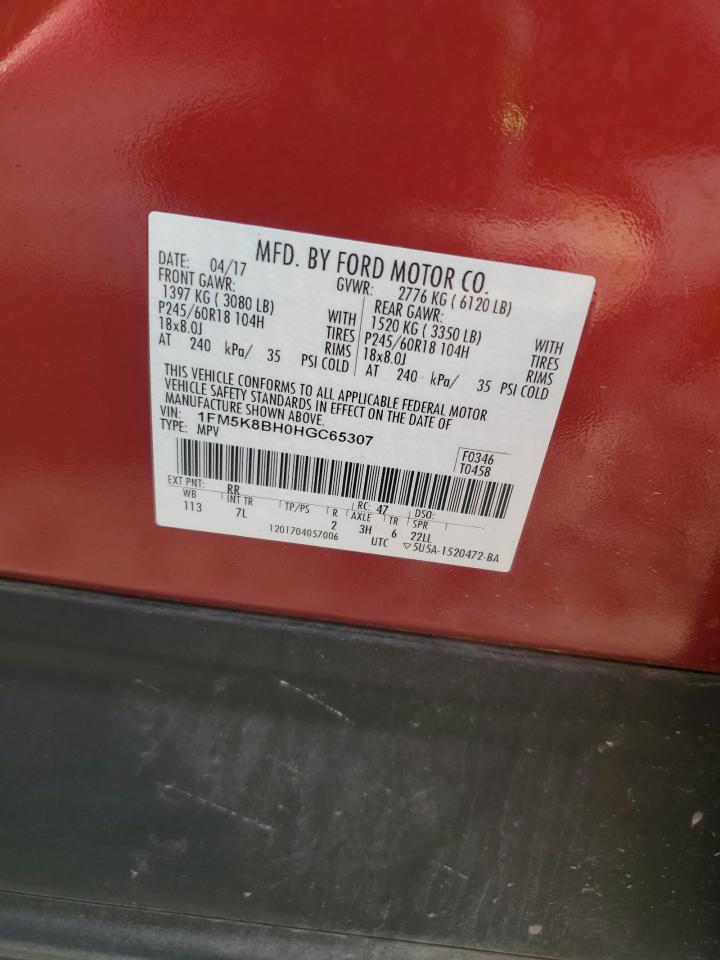 MFD. BY FORD MOTOR CO.
DATE: 04/17 GVWR: 2776 KG ( 6120 LB)
FRONT GAWR: REAR GAWR:
1397 KG ( 3080 LB) WITH 1520 KG ( 3350 LB) WITH
P245/60R18 104H TIRES P245/60R18 104H TIRES
18x8.0J RIMS 18x8.0J RIMS
AT 240 kPa/ 35 PSI COLD AT 240 kPa/ 35 PSI COLD
THIS VEHICLE CONFORMS TO ALL APPLICABLE FEDERAL MOTOR
VEHICLE SAFETY STANDARDS IN EFFECT ON THE DATE OF
MANUFACTURE SHOWN ABOVE.
VIN: 1FM5K8BH0HGC65307
TYPE: MPV
F0346
T0458
EXT PNT: RR RC: 47 DSO:
WB INT TR TP/PS R AXLE TR SPR
113 7L 2 3H 6 22LL
1201704057006 UTC ▽5U5A-1520472-BA